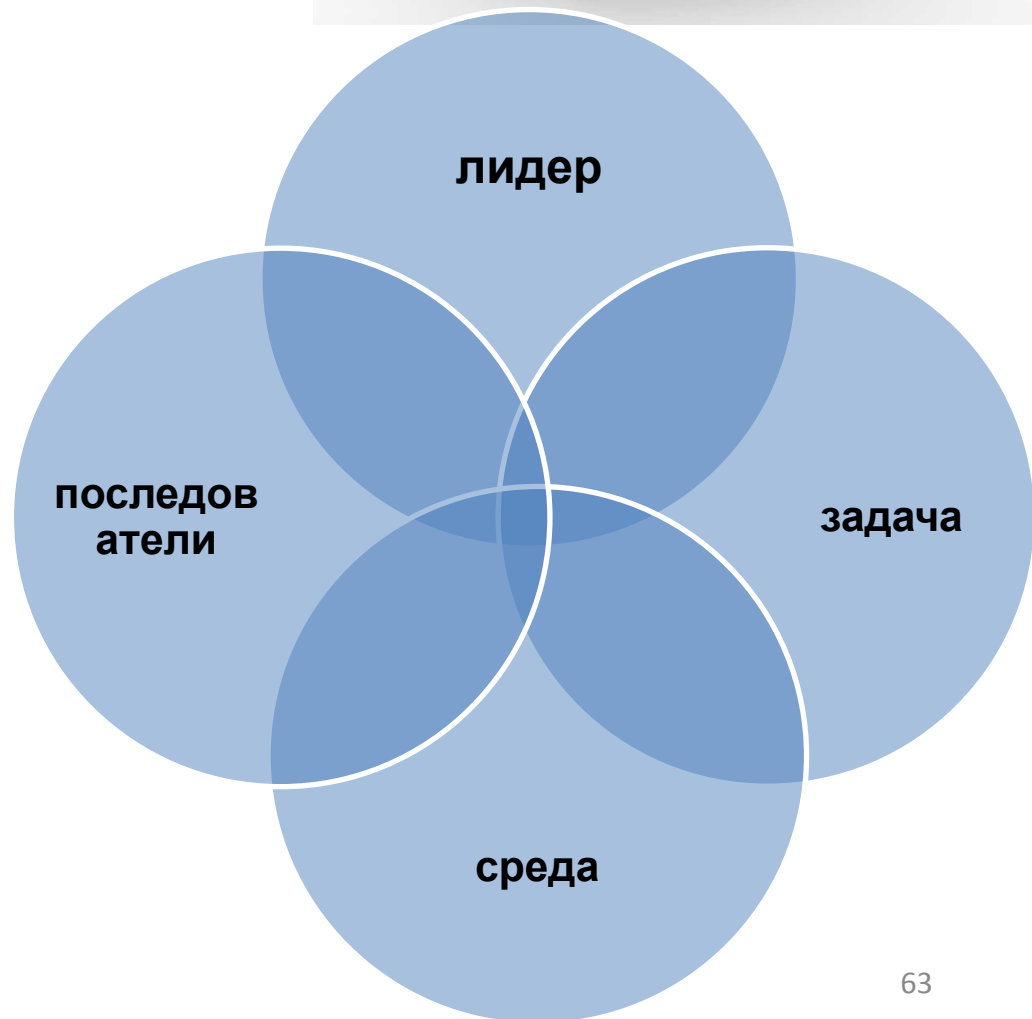 лидер
последов
атели
задача
среда
63